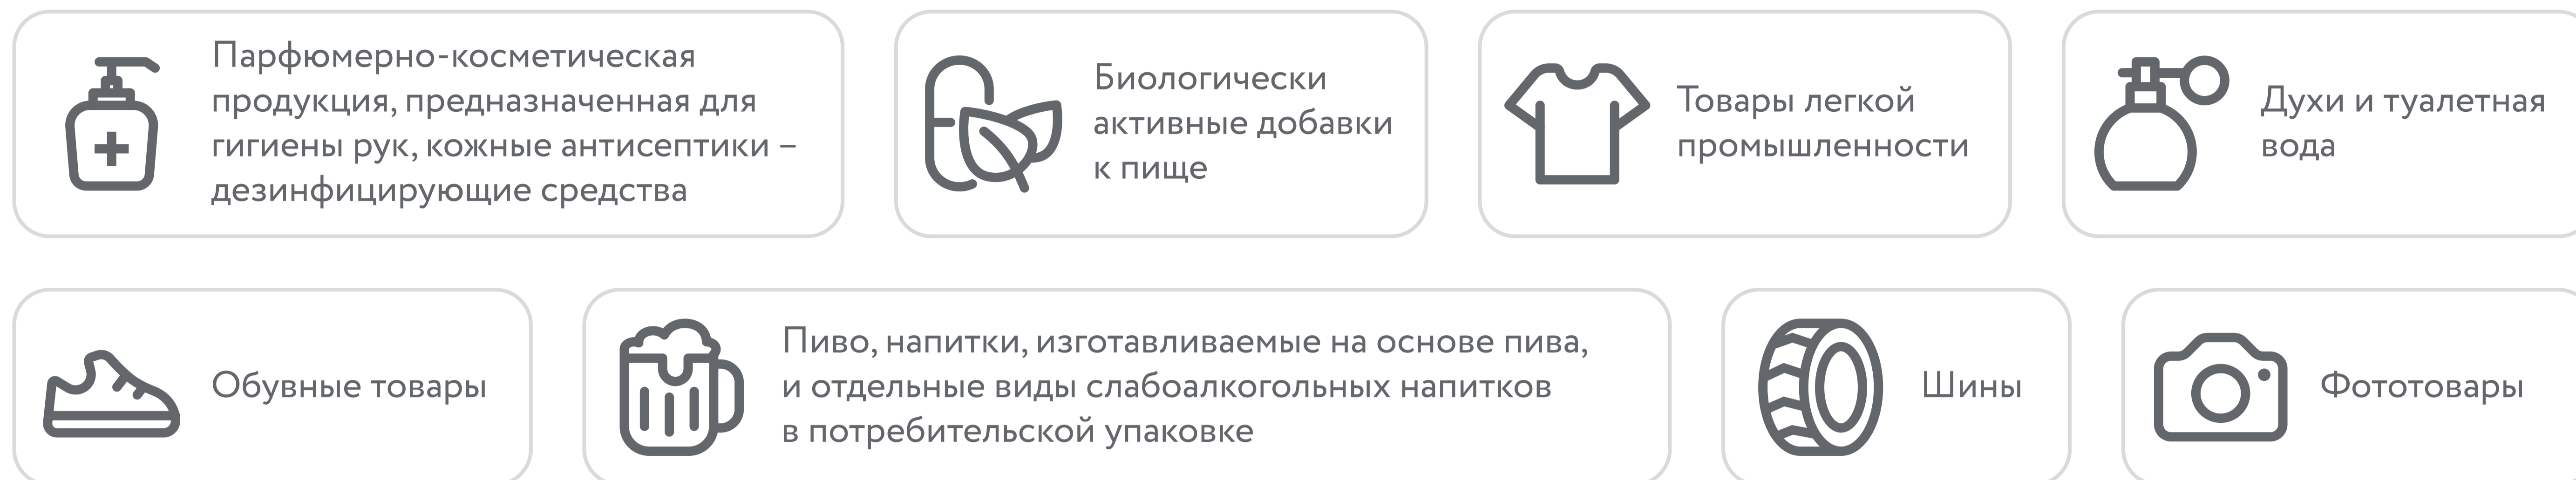 Парфюмерно-косметическая
продукция, предназначенная для
гигиены рук, кожные антисептики –
дезинфицирующие средства
Биологически
активные добавки
к пище
Товары легкой
промышленности
Духи и туалетная
вода
Обувные товары
Пиво, напитки, изготавливаемые на основе пива,
и отдельные виды слабоалкогольных напитков
в потребительской упаковке
Шины
Фототовары